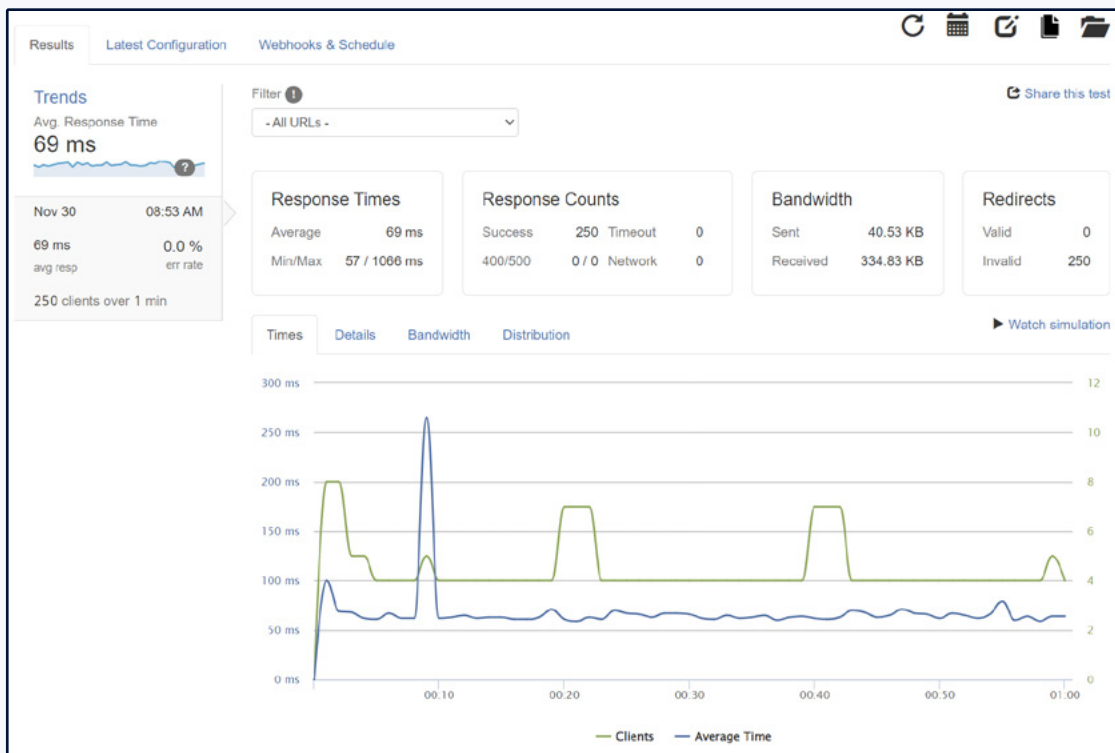 Results Latest Configuration Webhooks & Schedule
Trends
Avg. Response Time
69 ms
?
Nov 30 08:53 AM
69 ms 0.0 %
avg resp err rate
250 clients over 1 min
Filter !
- All URLs -
Share this test
Response Times
Average 69 ms
Min/Max 57 / 1066 ms
Response Counts
Success 250 Timeout 0
400/500 0 / 0 Network 0
Bandwidth
Sent 40.53 KB
Received 334.83 KB
Redirects
Valid 0
Invalid 250
Times Details Bandwidth Distribution
Watch simulation
300 ms 12
250 ms 10
200 ms 8
150 ms 6
100 ms 4
50 ms 2
0 ms 0
00:10 00:20 00:30 00:40 00:50 01:00
Clients Average Time